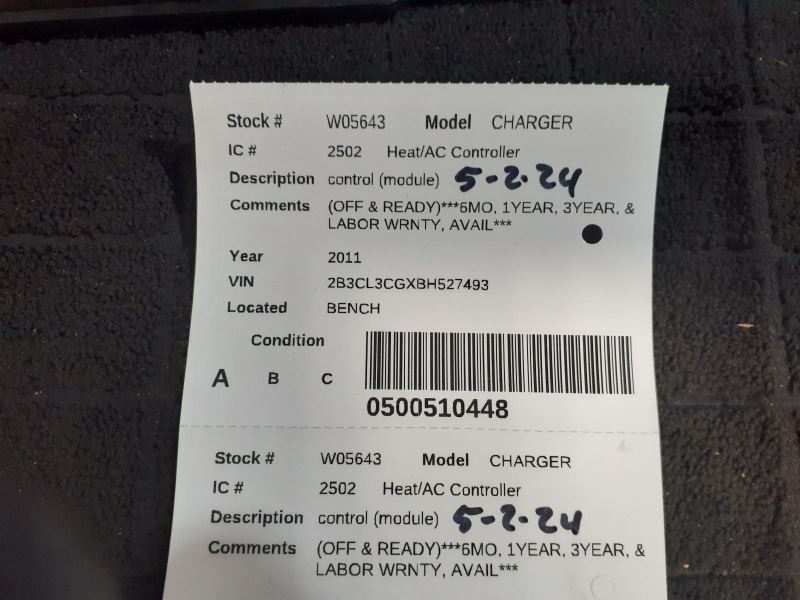 Stock # W05643 Model CHARGER
IC # 2502 Heat/AC Controller
Description control (module) 5-2-24
Comments (OFF & READY)***6MO, 1YEAR, 3YEAR, &
LABOR WRNTY, AVAIL***
Year 2011
VIN 2B3CL3CGXBH527493
Located BENCH
Condition
A B C
0500510448
Stock # W05643 Model CHARGER
IC # 2502 Heat/AC Controller
Description control (module) 5-2-24
Comments (OFF & READY)***6MO, 1YEAR, 3YEAR, &
LABOR WRNTY, AVAIL***